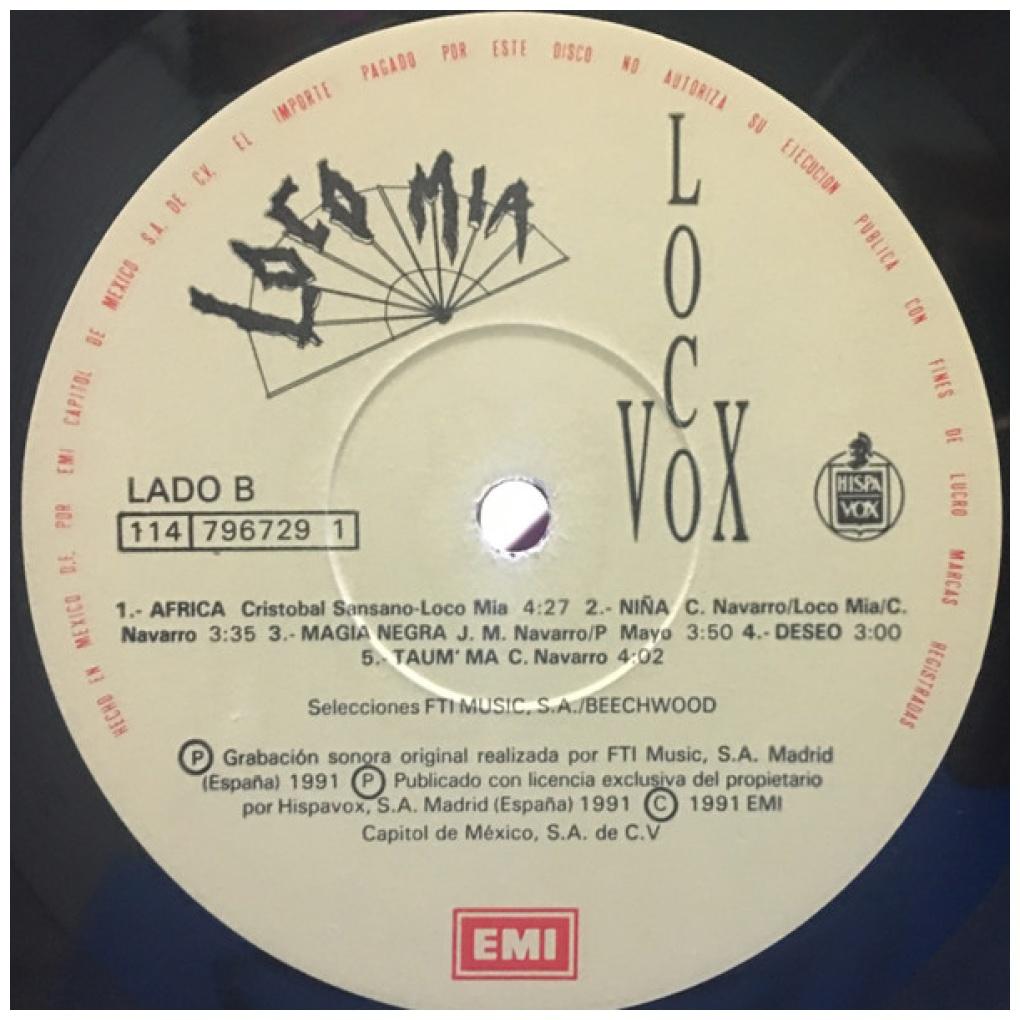 HECHO EN MEXICO D.F. POR EMI CAPITOL DE MEXICO S.A. DE C.V. EL IMPORTE PAGADO POR ESTE DISCO NO AUTORIZA SU EJECUCION PUBLICA CON FINES DE LUCRO MARCAS REGISTRADAS
LOCO MIA
LOCO
VOX
HISPA
VOX
LADO B
114 796729 1
1.- AFRICA Cristobal Sansano-Loco Mia 4:27 2.- NIÑA C. Navarro/Loco Mia/C.
Navarro 3:35 3.- MAGIA NEGRA J. M. Navarro/P Mayo 3:50 4.- DESEO 3:00
5.- TAUM' MA C. Navarro 4:02
Selecciones FTI MUSIC, S.A./BEECHWOOD
Ⓟ Grabación sonora original realizada por FTI Music, S.A. Madrid
(España) 1991 Ⓟ Publicado con licencia exclusiva del propietario
por Hispavox, S.A. Madrid (España) 1991 © 1991 EMI
Capitol de México, S.A. de C.V
EMI